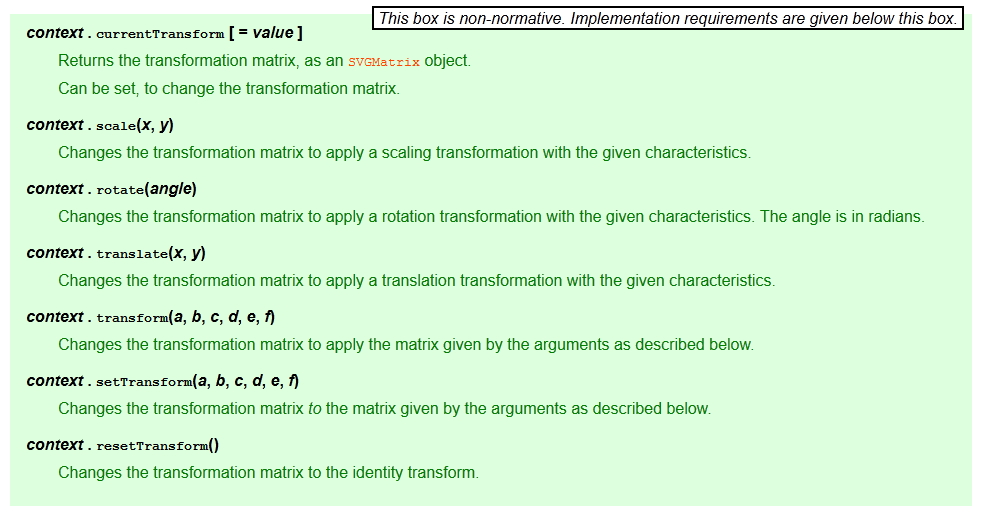 This box is non-normative. Implementation requirements are given below this box.
context . currentTransform [ = value ]
Returns the transformation matrix, as an SVGMatrix object.
Can be set, to change the transformation matrix.
context . scale(x, y)
Changes the transformation matrix to apply a scaling transformation with the given characteristics.
context . rotate(angle)
Changes the transformation matrix to apply a rotation transformation with the given characteristics. The angle is in radians.
context . translate(x, y)
Changes the transformation matrix to apply a translation transformation with the given characteristics.
context . transform(a, b, c, d, e, f)
Changes the transformation matrix to apply the matrix given by the arguments as described below.
context . setTransform(a, b, c, d, e, f)
Changes the transformation matrix to the matrix given by the arguments as described below.
context . resetTransform()
Changes the transformation matrix to the identity transform.